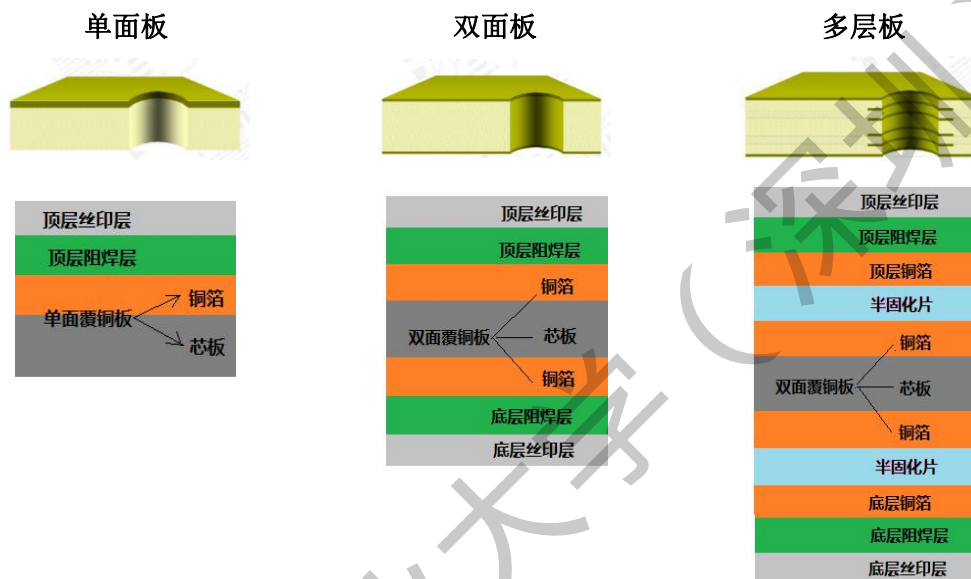 单面板
双面板
多层板
顶层丝印层
顶层阻焊层
铜箔
单面覆铜板
芯板
顶层丝印层
顶层阻焊层
铜箔
双面覆铜板
芯板
铜箔
底层阻焊层
底层丝印层
顶层丝印层
顶层阻焊层
顶层铜箔
半固化片
铜箔
双面覆铜板
芯板
铜箔
半固化片
底层铜箔
底层阻焊层
底层丝印层
大学（深圳